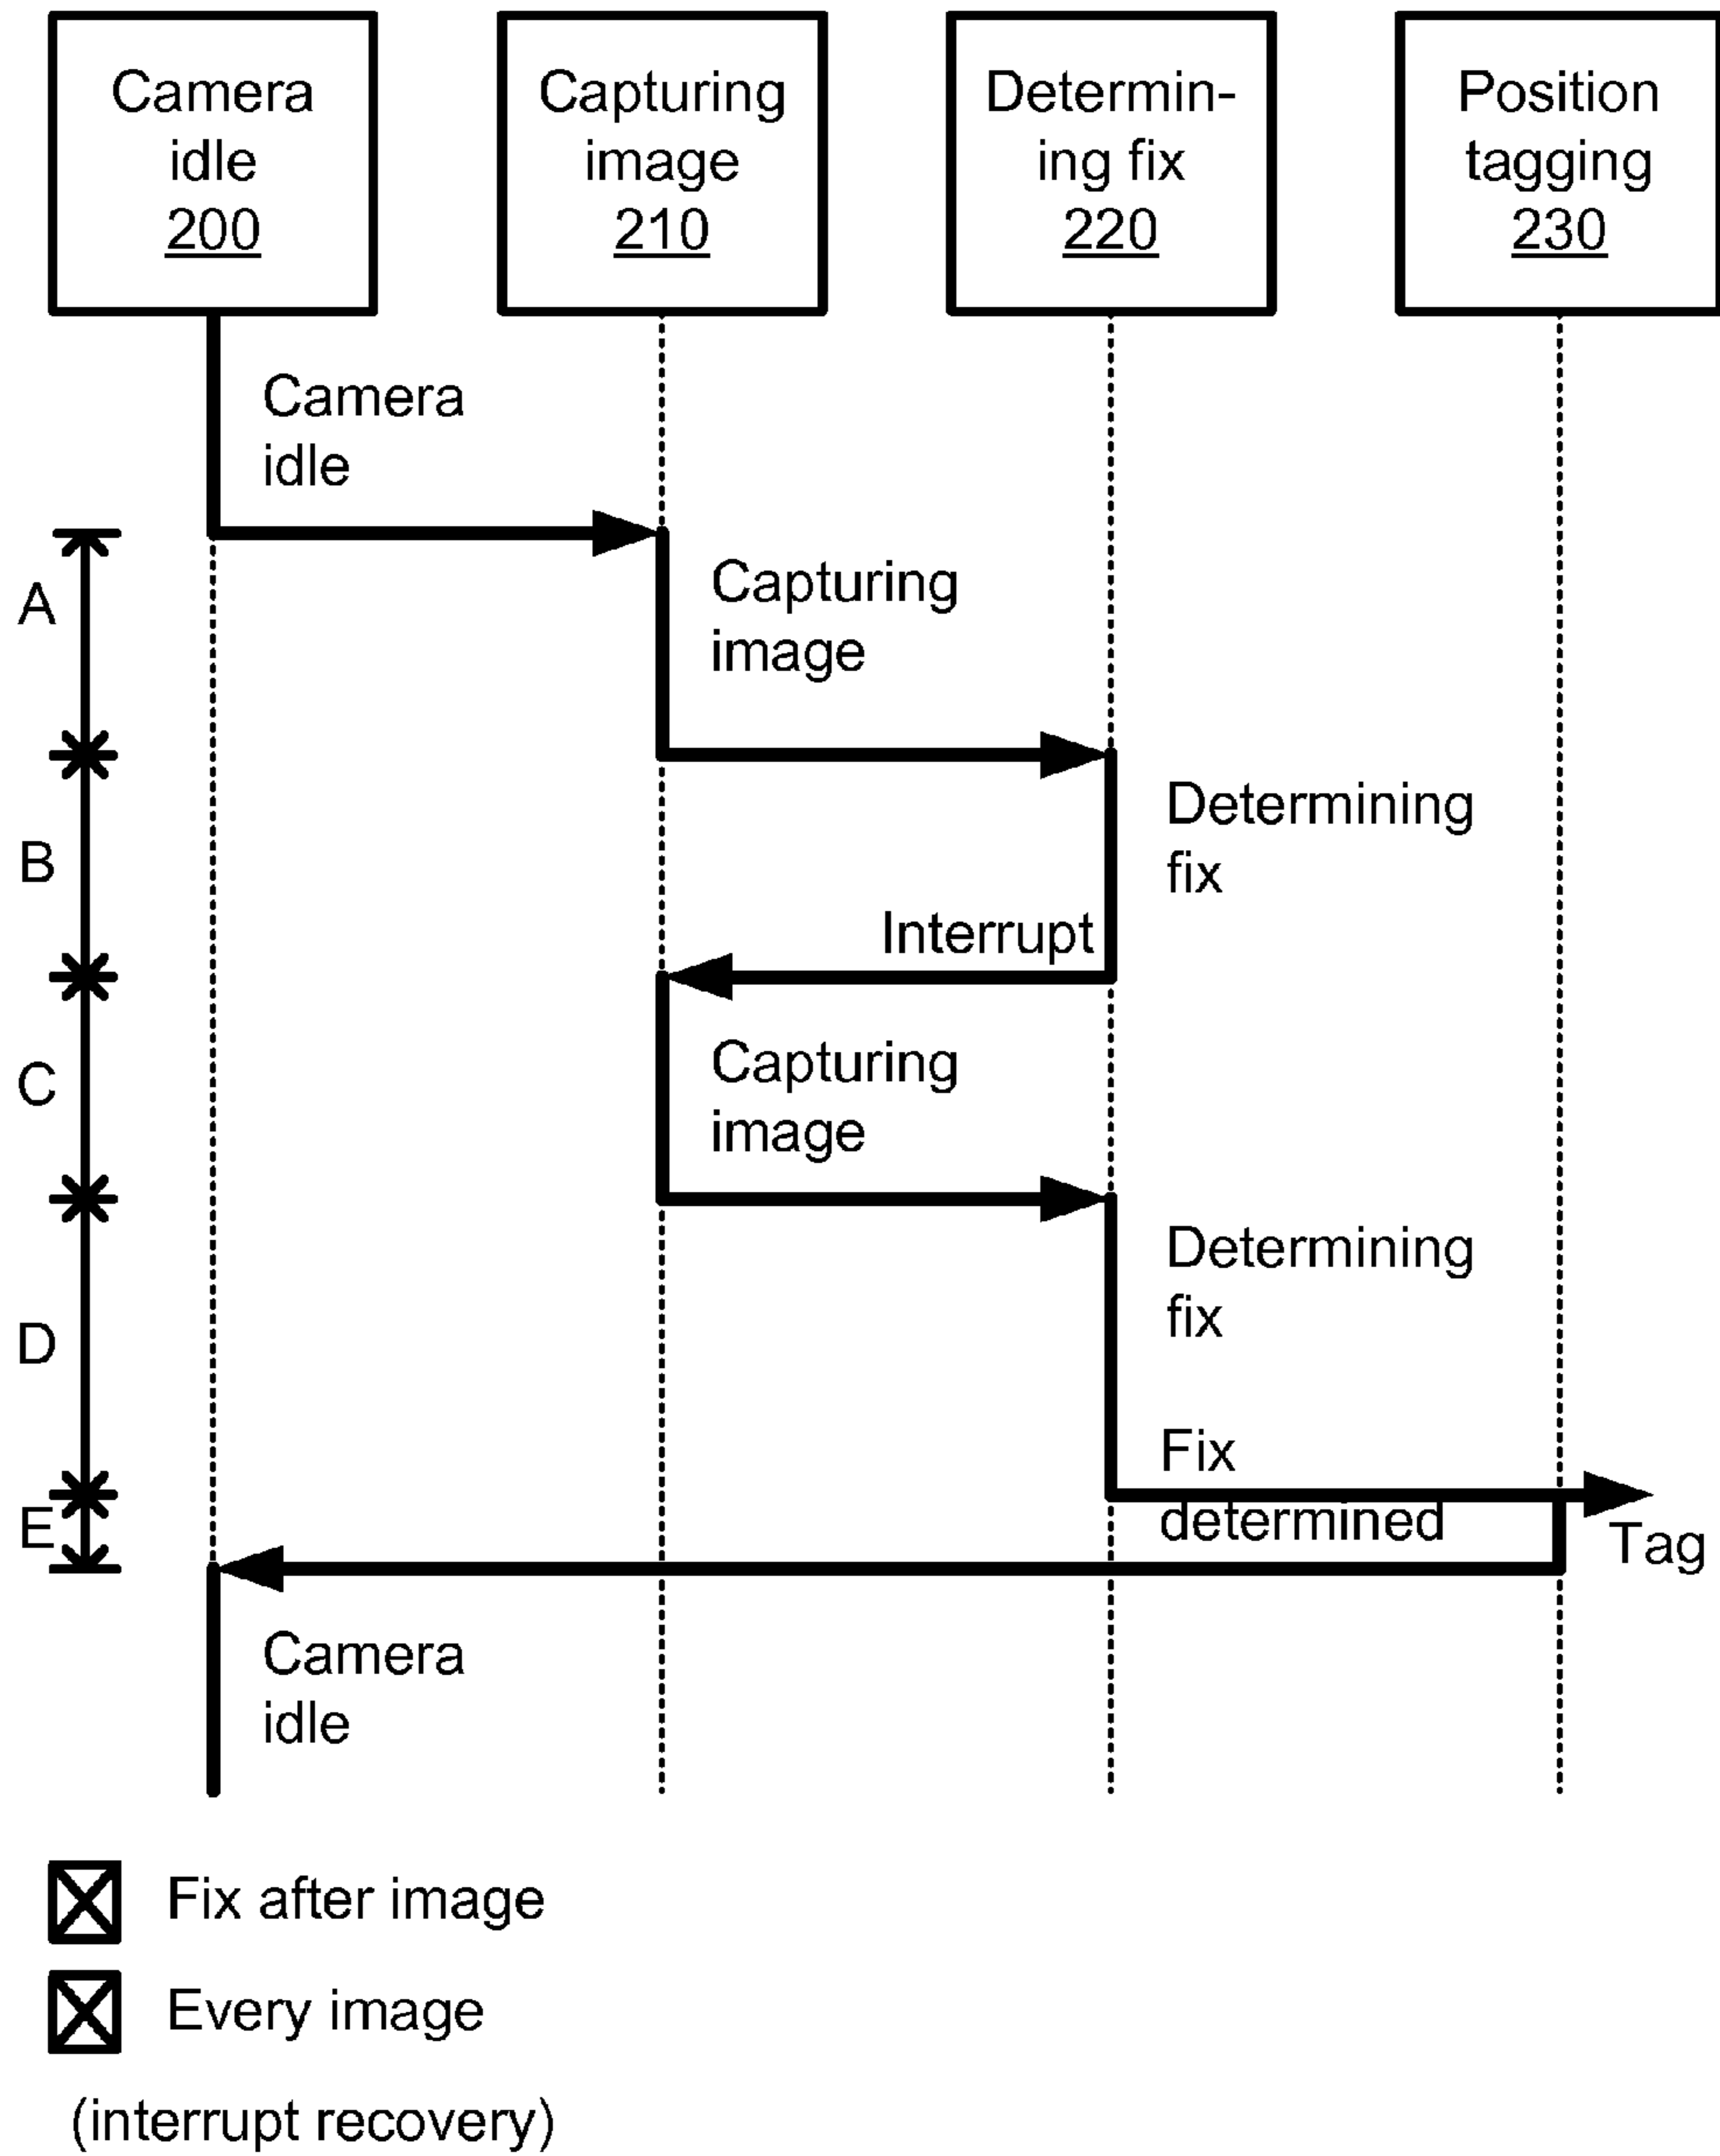 Camera
idle
200
Capturing
image
210
Determin-
ing fix
220
Position
tagging
230
Camera
idle
A
Capturing
image
B
Determining
fix
Interrupt
C
Capturing
image
D
Determining
fix
Fix
determined
E
Tag
Camera
idle
Fix after image
Every image
(interrupt recovery)